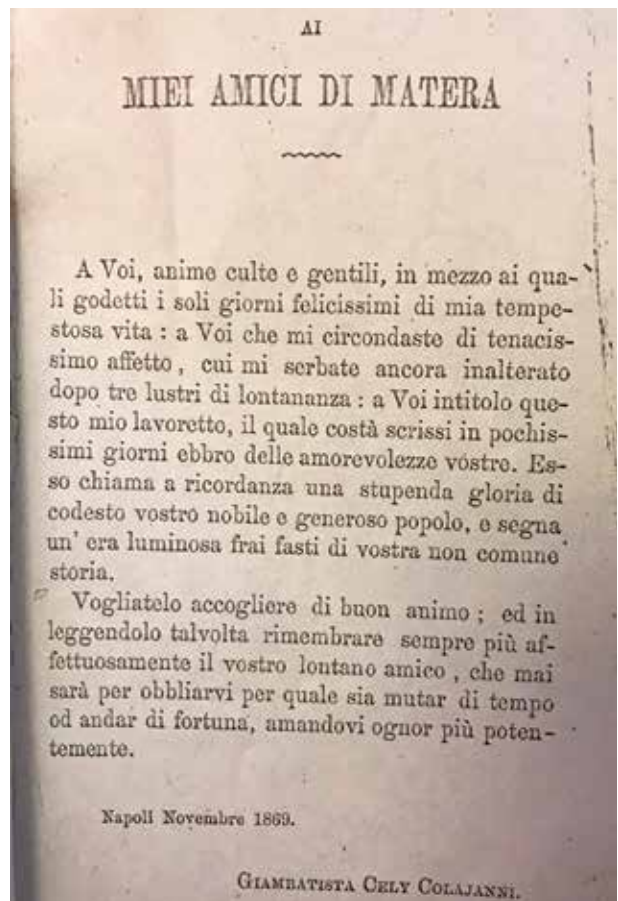 AI
MIEI AMICI DI MATERA
A Voi, anime culte e gentili, in mezzo ai qua-
li godetti i soli giorni felicissimi di mia tempe-
stosa vita : a Voi che mi circondaste di tenacis-
simo affetto , cui mi serbate ancora inalterato
dopo tre lustri di lontananza : a Voi intitolo que-
sto mio lavoretto, il quale costà scrissi in pochis-
simi giorni ebbro delle amorevolezze vostre. Es-
so chiama a ricordanza una stupenda gloria di
codesto vostro nobile e generoso popolo, e segna
un' era luminosa frai fasti di vostra non comune
storia.
Vogliatelo accogliere di buon animo ; ed in
leggendolo talvolta rimembrare sempre più af-
fettuosamente il vostro lontano amico , che mai
sarà per obbliarvi per quale sia mutar di tempo
od andar di fortuna, amandovi ognor più poten-
temente.
Napoli Novembre 1869.
GIAMBATISTA CELY COLAJANNI.